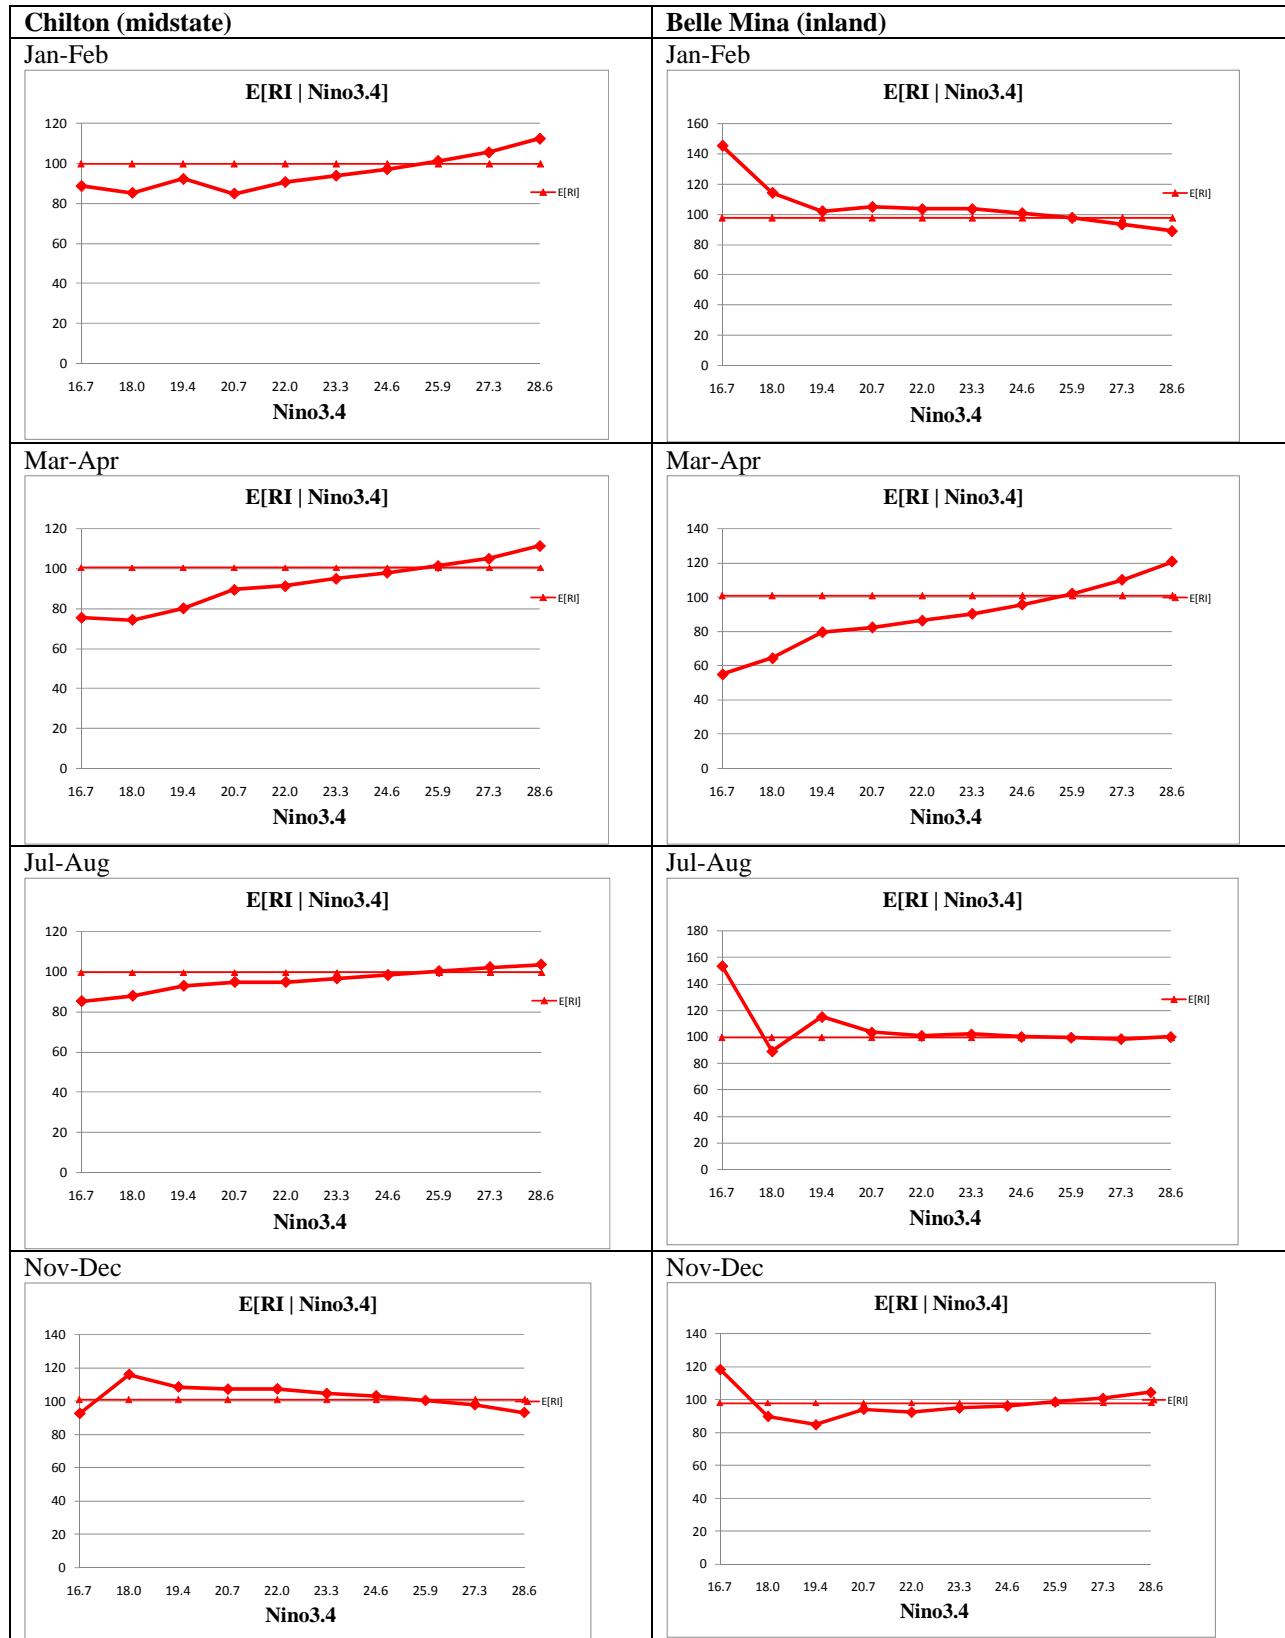 Chilton (midstate)
Belle Mina (inland)
Jan-Feb
E[RI | Nino3.4]
120
100
80
60
40
20
0
E[RI]
16.7 18.0 19.4 20.7 22.0 23.3 24.6 25.9 27.3 28.6
Nino3.4
Jan-Feb
E[RI | Nino3.4]
160
140
120
100
80
60
40
20
0
E[RI]
16.7 18.0 19.4 20.7 22.0 23.3 24.6 25.9 27.3 28.6
Nino3.4
Mar-Apr
E[RI | Nino3.4]
120
100
80
60
40
20
0
E[RI]
16.7 18.0 19.4 20.7 22.0 23.3 24.6 25.9 27.3 28.6
Nino3.4
Mar-Apr
E[RI | Nino3.4]
140
120
100
80
60
40
20
0
E[RI]
16.7 18.0 19.4 20.7 22.0 23.3 24.6 25.9 27.3 28.6
Nino3.4
Jul-Aug
E[RI | Nino3.4]
120
100
80
60
40
20
0
E[RI]
16.7 18.0 19.4 20.7 22.0 23.3 24.6 25.9 27.3 28.6
Nino3.4
Jul-Aug
E[RI | Nino3.4]
180
160
140
120
100
80
60
40
20
0
E[RI]
16.7 18.0 19.4 20.7 22.0 23.3 24.6 25.9 27.3 28.6
Nino3.4
Nov-Dec
E[RI | Nino3.4]
140
120
100
80
60
40
20
0
E[RI]
16.7 18.0 19.4 20.7 22.0 23.3 24.6 25.9 27.3 28.6
Nino3.4
Nov-Dec
E[RI | Nino3.4]
140
120
100
80
60
40
20
0
E[RI]
16.7 18.0 19.4 20.7 22.0 23.3 24.6 25.9 27.3 28.6
Nino3.4